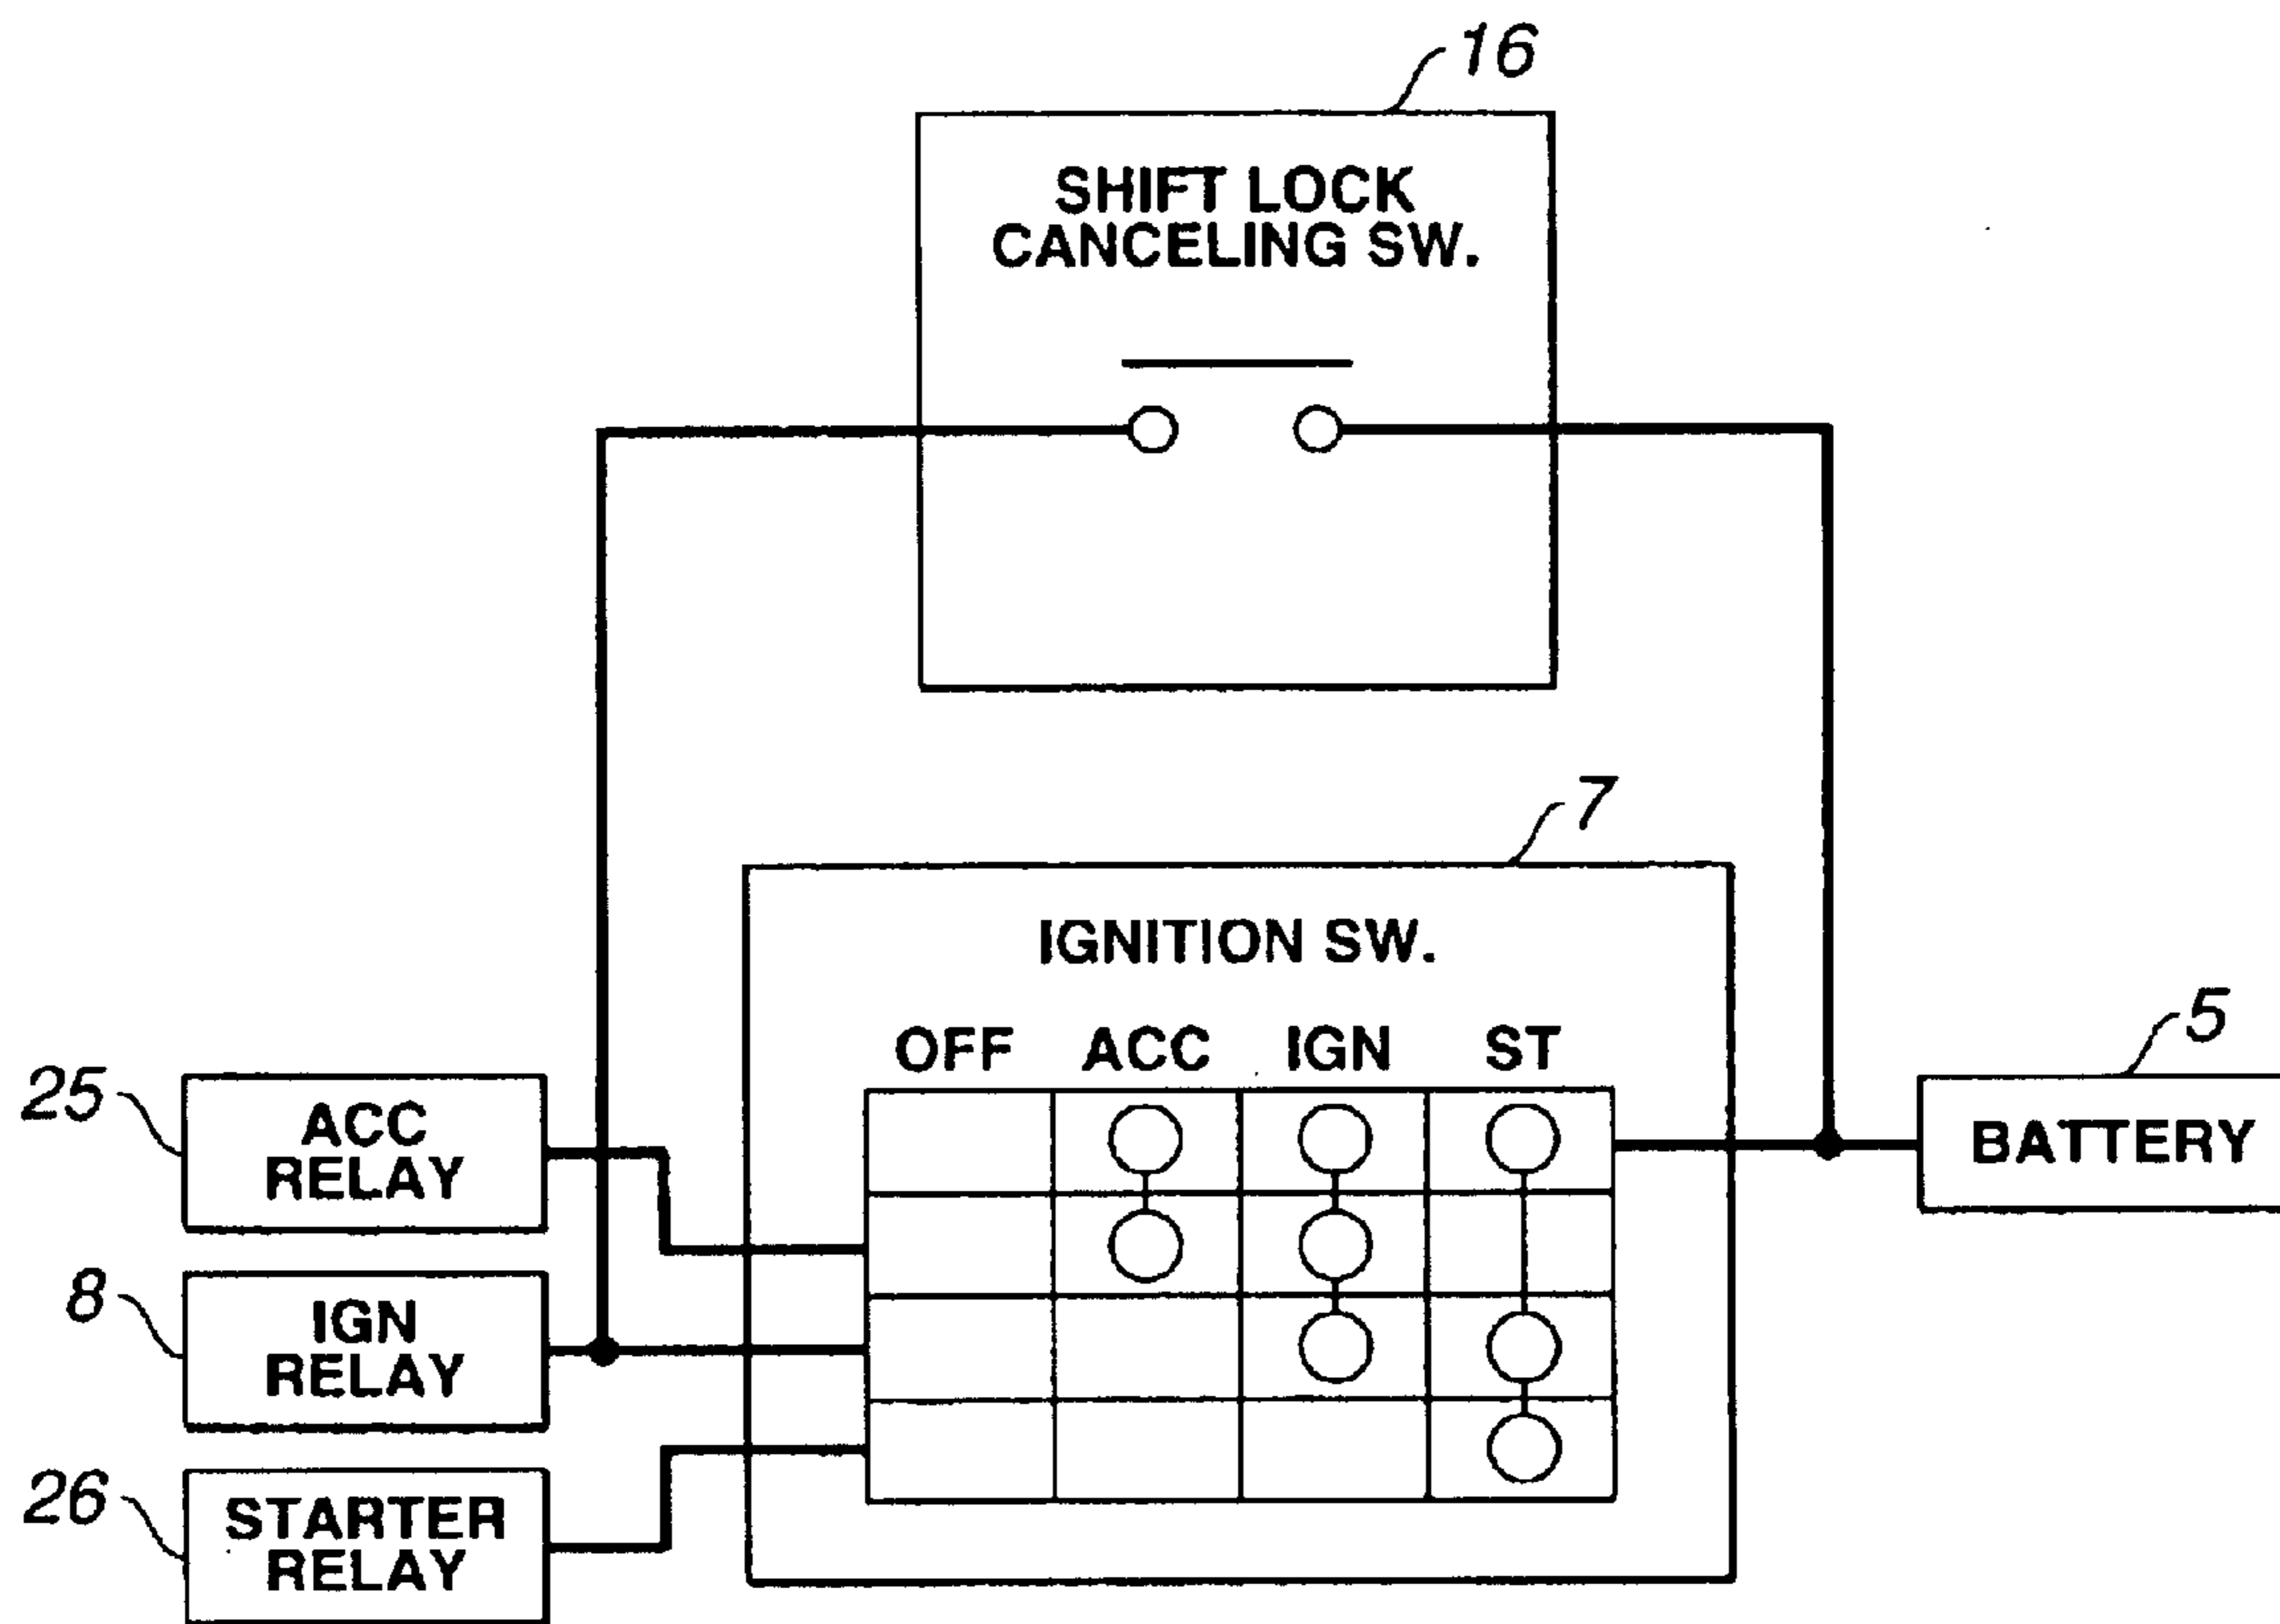 16
SHIFT LOCK
CANCELING SW.
7
IGNITION SW.
OFF ACC IGN ST
5
BATTERY
25
ACC
RELAY
8
IGN
RELAY
26
STARTER
RELAY